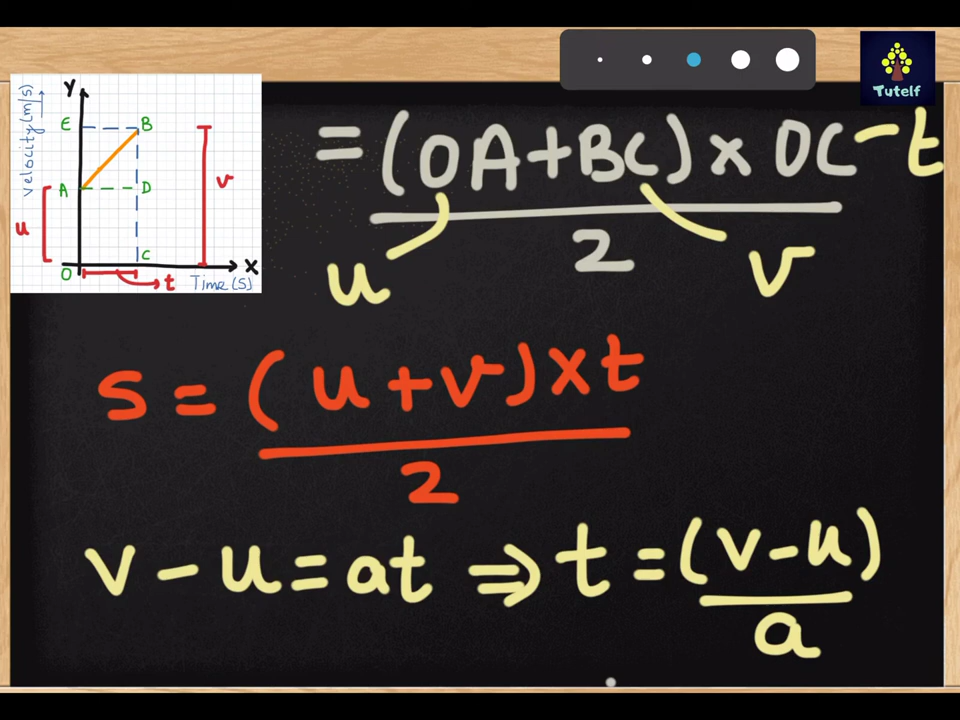 Tutelf
Velocity(m/s)
Y
E
B
A
D
u
v
O
C
X
t
Time(s)
= (OA+BC) x OC - t
2
u
v
s = (u+v) x t
2
v - u = at ⇒ t = (v-u)
a